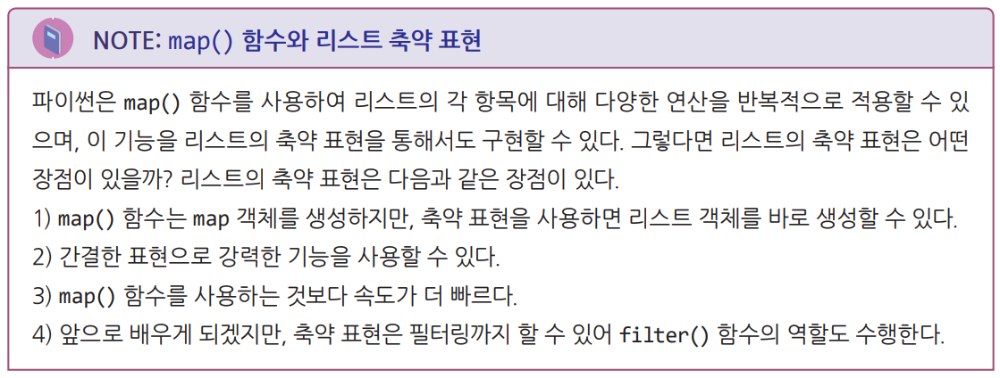 NOTE: map() 함수와 리스트 축약 표현
파이썬은 map() 함수를 사용하여 리스트의 각 항목에 대해 다양한 연산을 반복적으로 적용할 수 있
으며, 이 기능을 리스트의 축약 표현을 통해서도 구현할 수 있다. 그렇다면 리스트의 축약 표현은 어떤
장점이 있을까? 리스트의 축약 표현은 다음과 같은 장점이 있다.
1) map() 함수는 map 객체를 생성하지만, 축약 표현을 사용하면 리스트 객체를 바로 생성할 수 있다.
2) 간결한 표현으로 강력한 기능을 사용할 수 있다.
3) map() 함수를 사용하는 것보다 속도가 더 빠르다.
4) 앞으로 배우게 되겠지만, 축약 표현은 필터링까지 할 수 있어 filter() 함수의 역할도 수행한다.